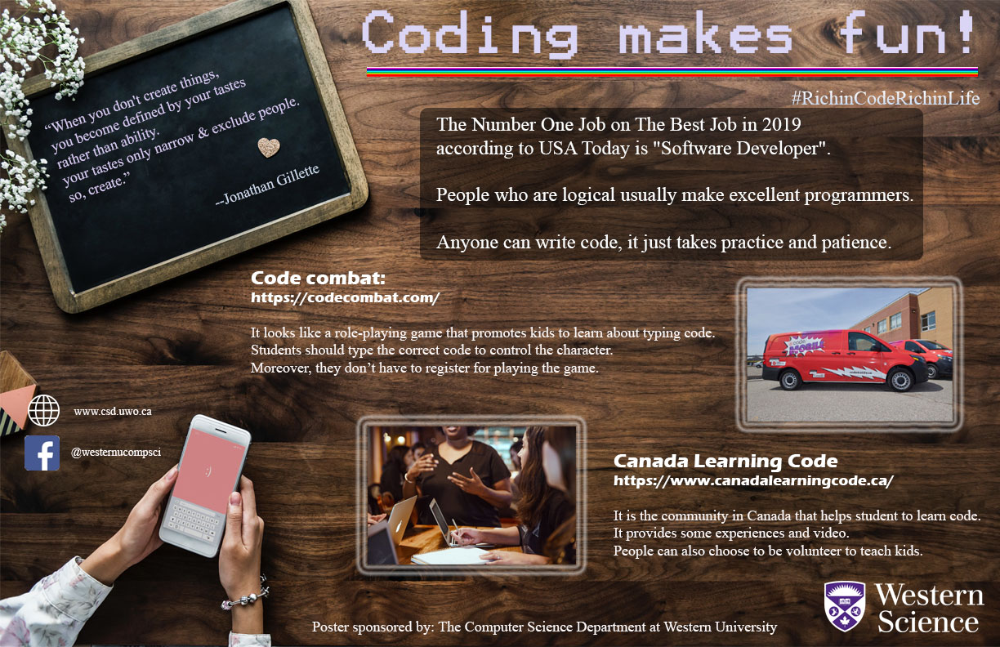 Coding makes fun!
#RichinCodeRichinLife
“When you don't create things,
you become defined by your tastes
rather than ability.
your tastes only narrow & exclude people.
so, create.”
--Jonathan Gillette
The Number One Job on The Best Job in 2019
according to USA Today is "Software Developer".
People who are logical usually make excellent programmers.
Anyone can write code, it just takes practice and patience.
Code combat:
https://codecombat.com/
It looks like a role-playing game that promotes kids to learn about typing code.
Students should type the correct code to control the character.
Moreover, they don’t have to register for playing the game.
MOBILE
www.csd.uwo.ca
f
@westernucompsci
:)
Canada Learning Code
https://www.canadalearningcode.ca/
It is the community in Canada that helps student to learn code.
It provides some experiences and video.
People can also choose to be volunteer to teach kids.
Western
Science
Poster sponsored by: The Computer Science Department at Western University